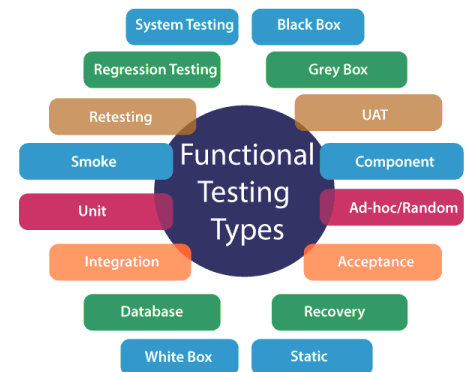 System Testing
Black Box
Regression Testing
Grey Box
Retesting
UAT
Smoke
Functional
Testing
Types
Component
Unit
Ad-hoc/Random
Integration
Acceptance
Database
Recovery
White Box
Static